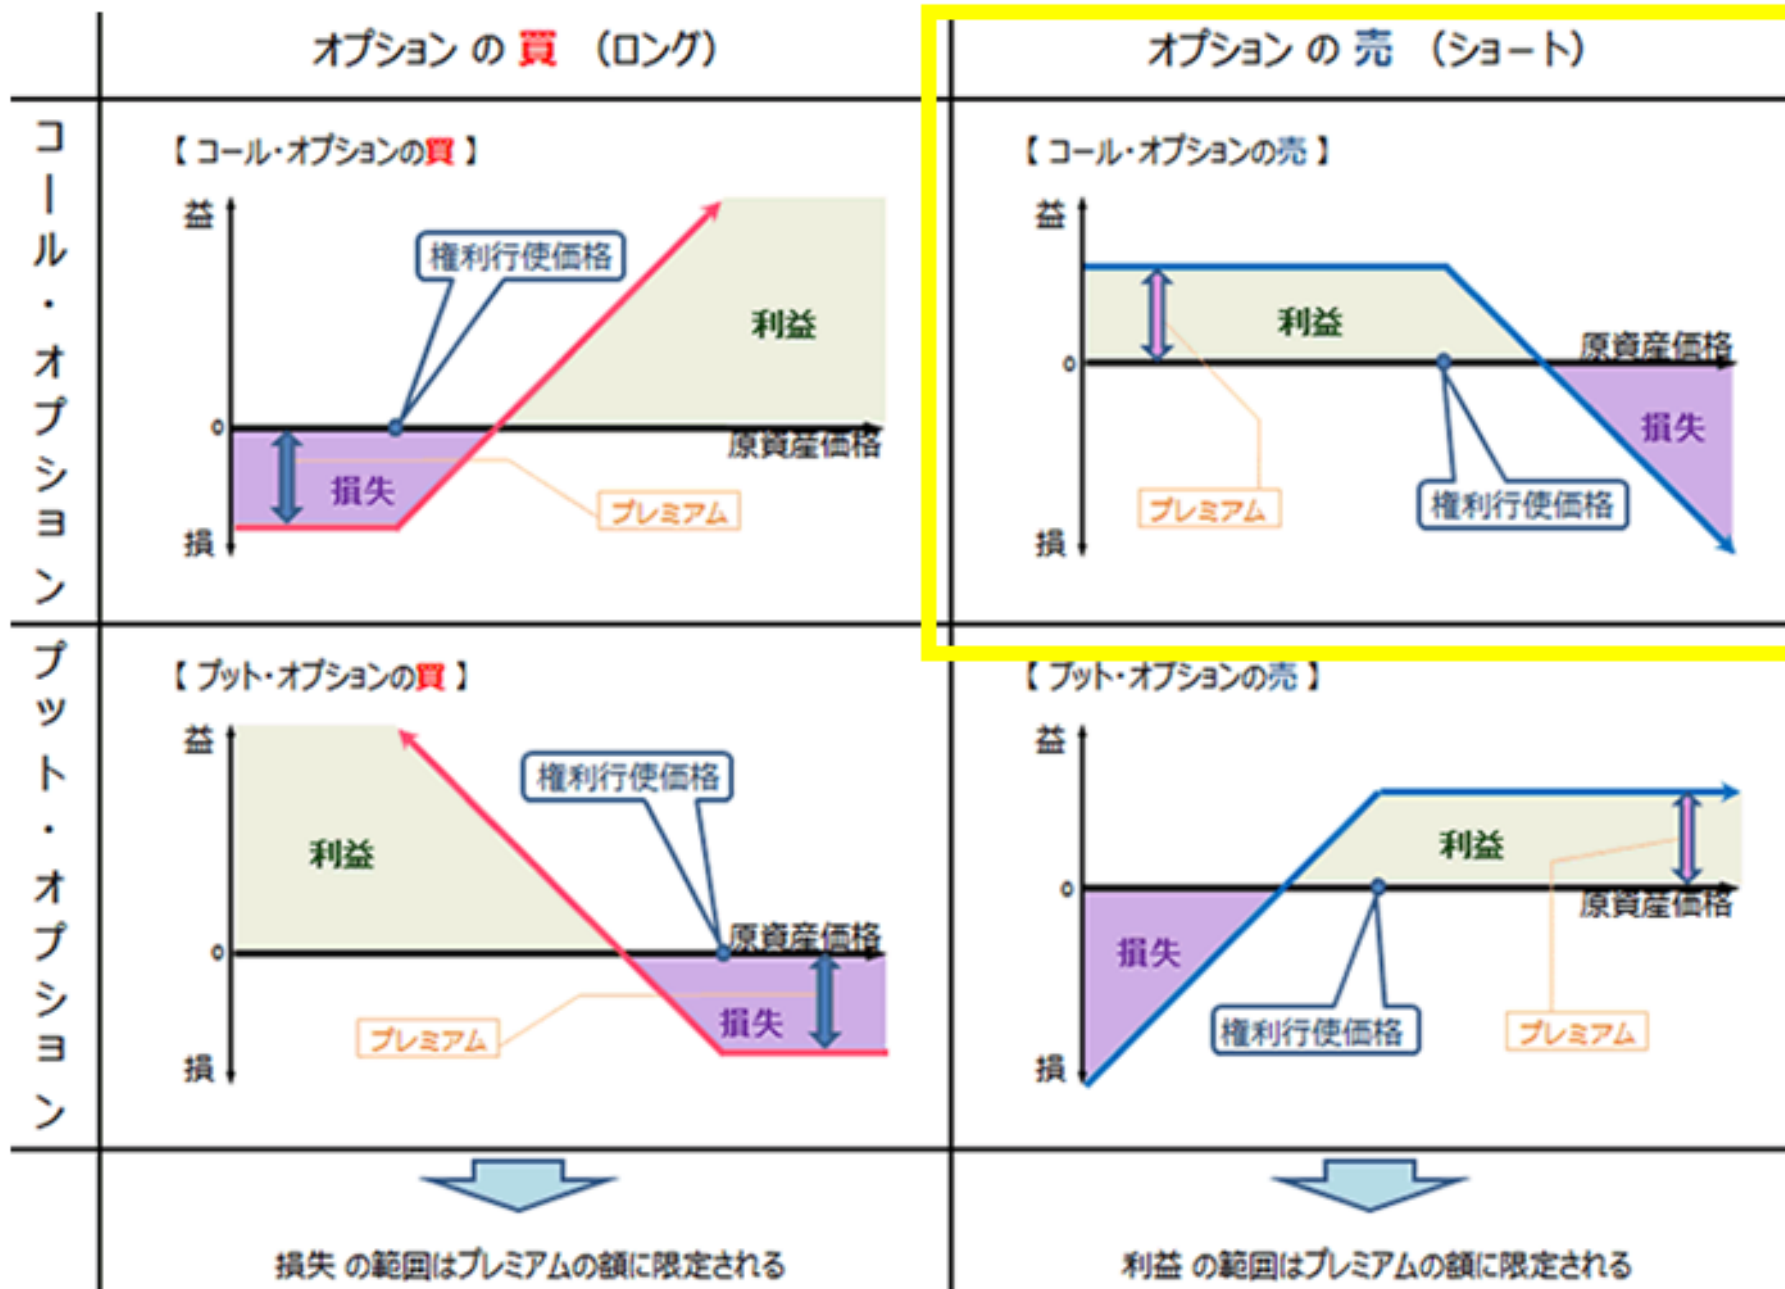 オプション の 買 （ロング）
オプション の 売 （ショート）
コール・オプション
【 コール・オプションの買 】
益
権利行使価格
利益
0
原資産価格
損失
プレミアム
損
【 コール・オプションの売 】
益
利益
原資産価格
0
損失
プレミアム
権利行使価格
損
プット・オプション
【 プット・オプションの買 】
益
権利行使価格
利益
原資産価格
0
損失
プレミアム
損
【 プット・オプションの売 】
益
利益
0
原資産価格
損失
権利行使価格
プレミアム
損
損失 の範囲はプレミアムの額に限定される
利益 の範囲はプレミアムの額に限定される